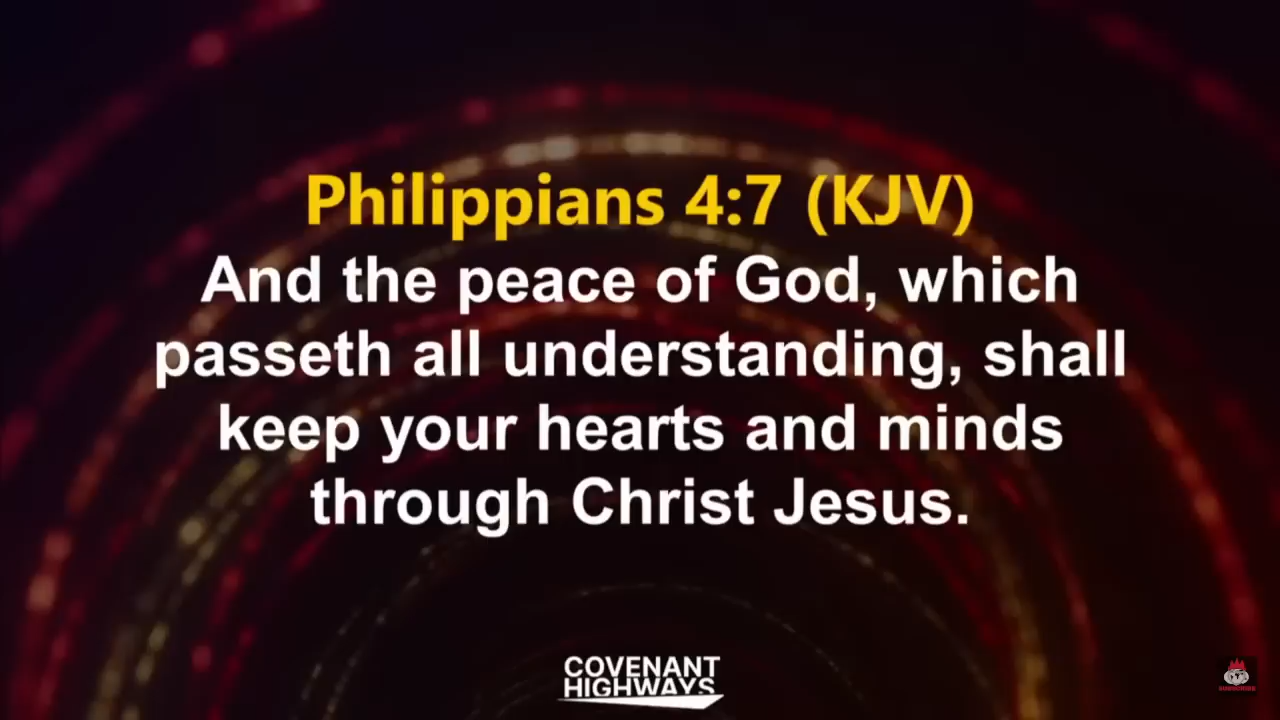 Philippians 4:7 (KJV)
And the peace of God, which
passeth all understanding, shall
keep your hearts and minds
through Christ Jesus.
COVENANT
HIGHWAYS
SUBSCRIBE